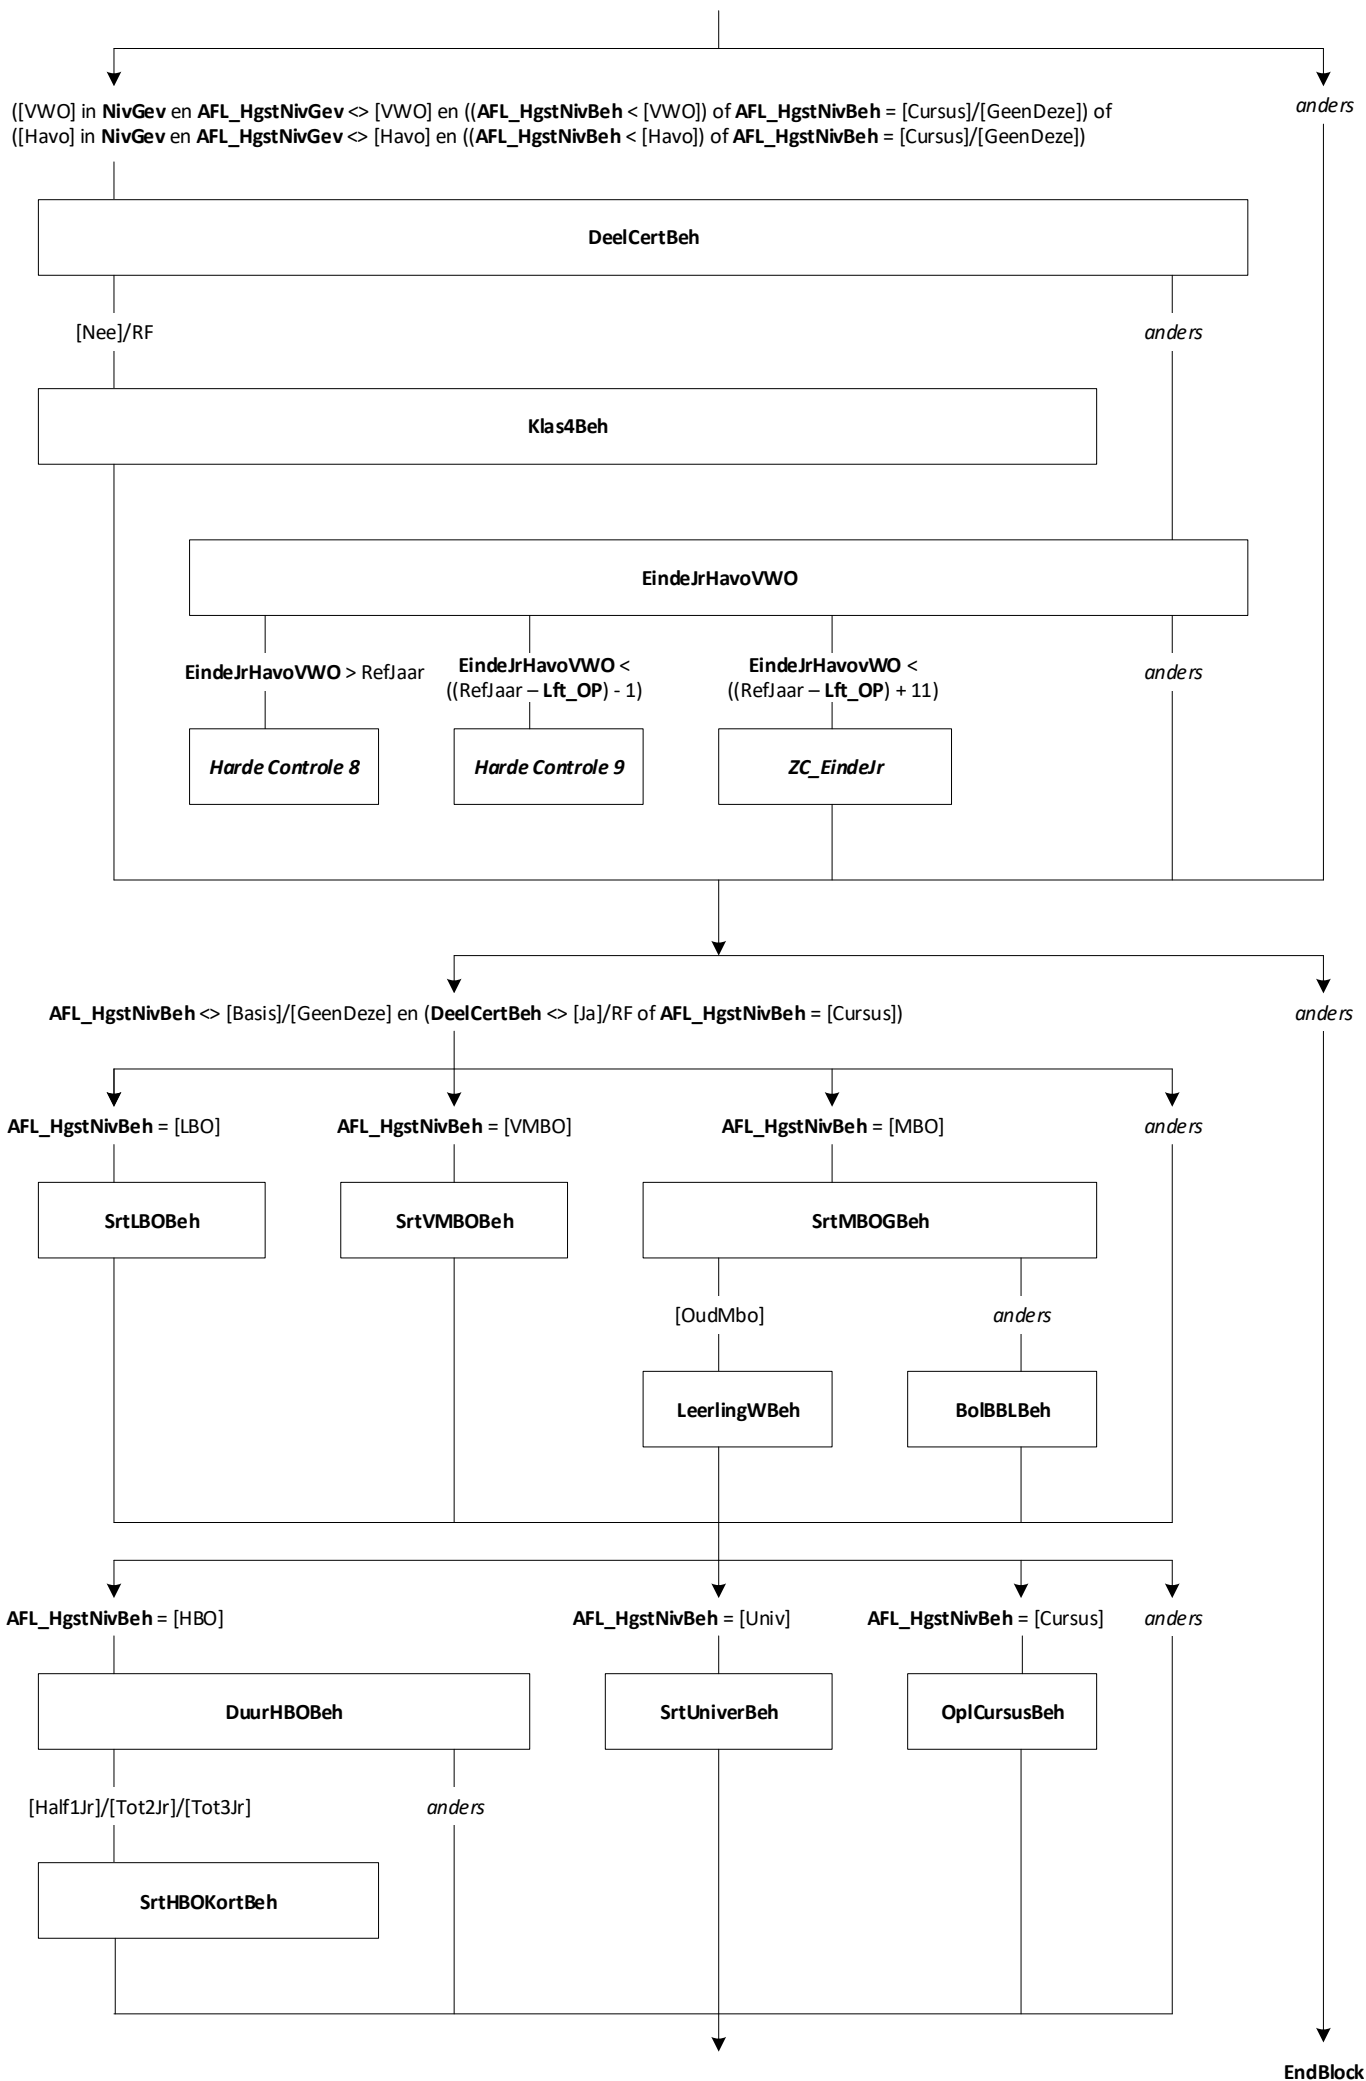 ([VWO] in NivGev en AFL_HgstNivGev <> [VWO] en ((AFL_HgstNivBeh < [VWO]) of AFL_HgstNivBeh = [Cursus]/[GeenDeze]) of
([Havo] in NivGev en AFL_HgstNivGev <> [Havo] en ((AFL_HgstNivBeh < [Havo]) of AFL_HgstNivBeh = [Cursus]/[GeenDeze])
anders
DeelCertBeh
[Nee]/RF
anders
Klas4Beh
EindeJrHavoVWO
EindeJrHavoVWO > RefJaar
EindeJrHavoVWO <
((RefJaar – Lft_OP) - 1)
EindeJrHavovWO <
((RefJaar – Lft_OP) + 11)
anders
Harde Controle 8
Harde Controle 9
ZC_EindeJr
AFL_HgstNivBeh <> [Basis]/[GeenDeze] en (DeelCertBeh <> [Ja]/RF of AFL_HgstNivBeh = [Cursus])
anders
AFL_HgstNivBeh = [LBO]
AFL_HgstNivBeh = [VMBO]
AFL_HgstNivBeh = [MBO]
anders
SrtLBOBeh
SrtVMBOBeh
SrtMBOGBeh
[OudMbo]
anders
LeerlingWBeh
BolBBLBeh
AFL_HgstNivBeh = [HBO]
AFL_HgstNivBeh = [Univ]
AFL_HgstNivBeh = [Cursus]
anders
DuurHBOBeh
SrtUniverBeh
OplCursusBeh
[Half1Jr]/[Tot2Jr]/[Tot3Jr]
anders
SrtHBOKortBeh
EndBlock